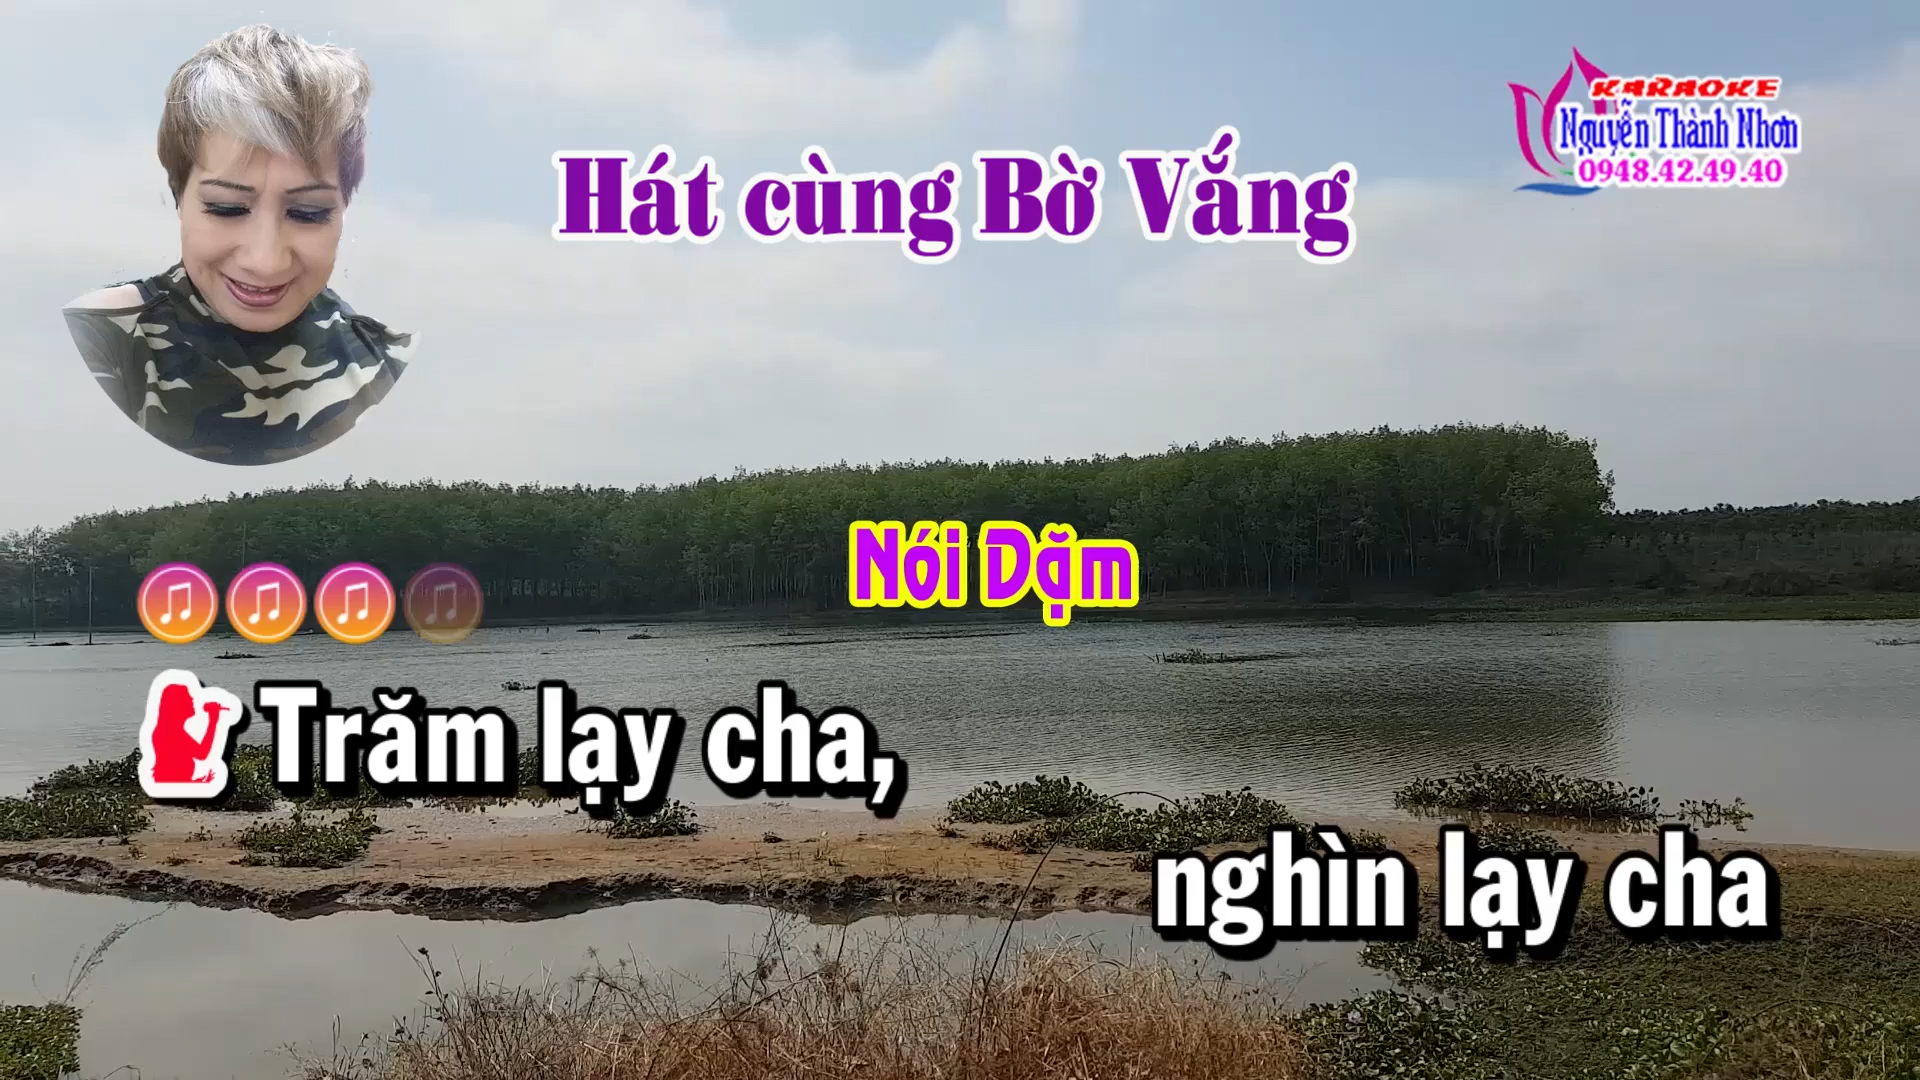 KARAOKE
Nguyễn Thành Nhơn
0948.42.49.40
Hát cùng Bờ Vắng
Nói Dặm
Trăm lạy cha,
nghìn lạy cha